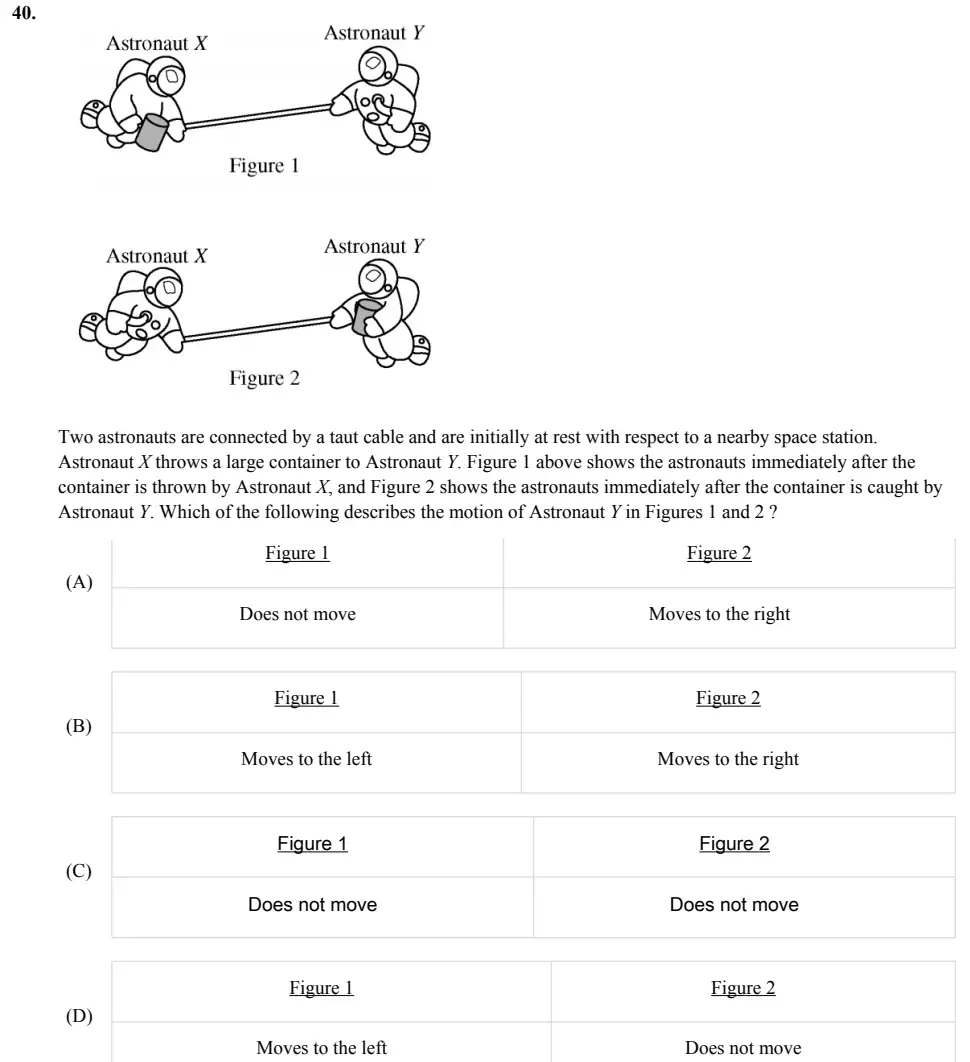 40.
Astronaut X
Astronaut Y
Figure 1
Astronaut X
Astronaut Y
Figure 2
Two astronauts are connected by a taut cable and are initially at rest with respect to a nearby space station.
Astronaut X throws a large container to Astronaut Y. Figure 1 above shows the astronauts immediately after the
container is thrown by Astronaut X, and Figure 2 shows the astronauts immediately after the container is caught by
Astronaut Y. Which of the following describes the motion of Astronaut Y in Figures 1 and 2 ?
(A)
Figure 1 Figure 2
Does not move Moves to the right
(B)
Figure 1 Figure 2
Moves to the left Moves to the right
(C)
Figure 1 Figure 2
Does not move Does not move
(D)
Figure 1 Figure 2
Moves to the left Does not move